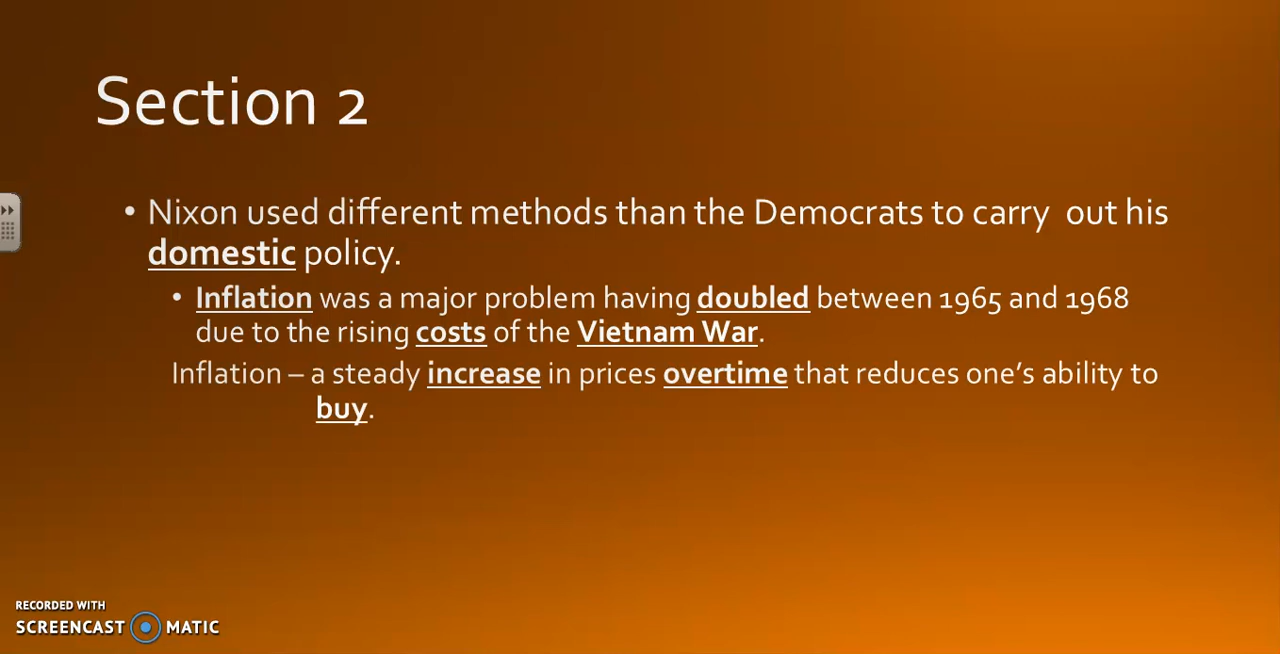 Section 2
• Nixon used different methods than the Democrats to carry  out his
domestic policy.
• Inflation was a major problem having doubled between 1965 and 1968
due to the rising costs of the Vietnam War.
Inflation – a steady increase in prices overtime that reduces one’s ability to
buy.
RECORDED WITH
SCREENCAST MATIC